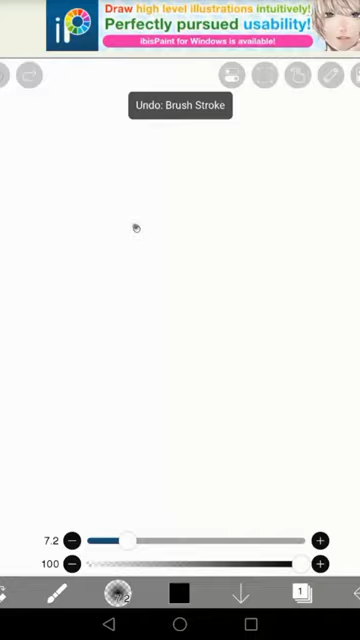 Draw high level illustrations intuitively!
Perfectly pursued usability!
ibisPaint for Windows is available!
Undo: Brush Stroke
7.2
100
1